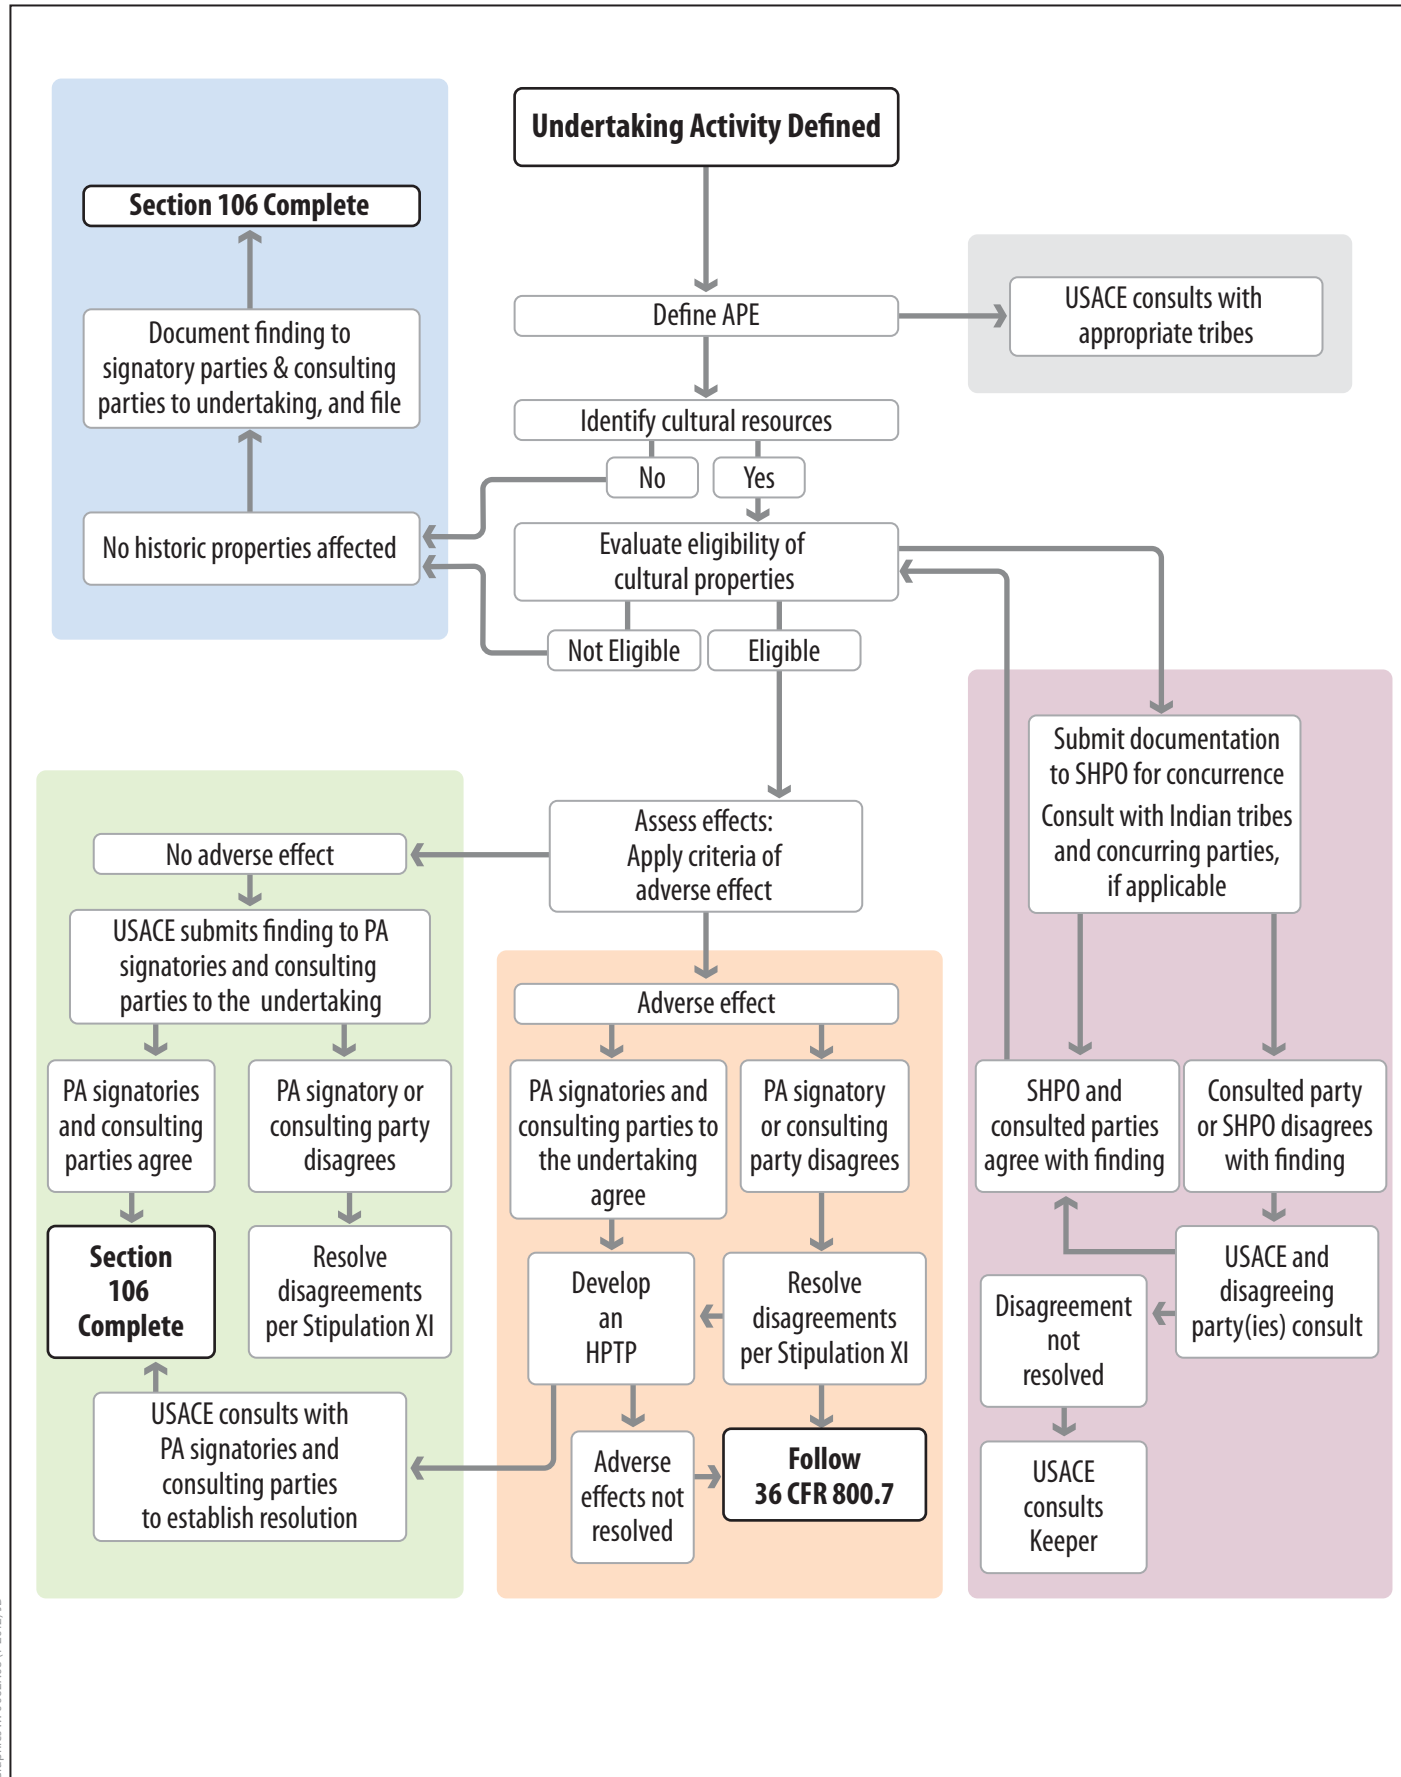 Undertaking Activity Defined
Section 106 Complete
Document finding to
signatory parties & consulting
parties to undertaking, and file
No historic properties affected
Define APE
USACE consults with
appropriate tribes
Identify cultural resources
No
Yes
Evaluate eligibility of
cultural properties
Not Eligible
Eligible
Submit documentation
to SHPO for concurrence
Consult with Indian tribes
and concurring parties,
if applicable
Assess effects:
Apply criteria of
adverse effect
No adverse effect
USACE submits finding to PA
signatories and consulting
parties to the undertaking
PA signatories
and consulting
parties agree
PA signatory or
consulting party
disagrees
Section
106
Complete
Resolve
disagreements
per Stipulation XI
USACE consults with
PA signatories and
consulting parties
to establish resolution
Adverse effect
PA signatories and
consulting parties to
the undertaking
agree
PA signatory
or consulting
party disagrees
Develop
an
HPTP
Resolve
disagreements
per Stipulation XI
Adverse
effects not
resolved
Follow
36 CFR 800.7
SHPO and
consulted parties
agree with finding
Consulted party
or SHPO disagrees
with finding
USACE and
disagreeing
party(ies) consult
Disagreement
not
resolved
USACE
consults
Keeper